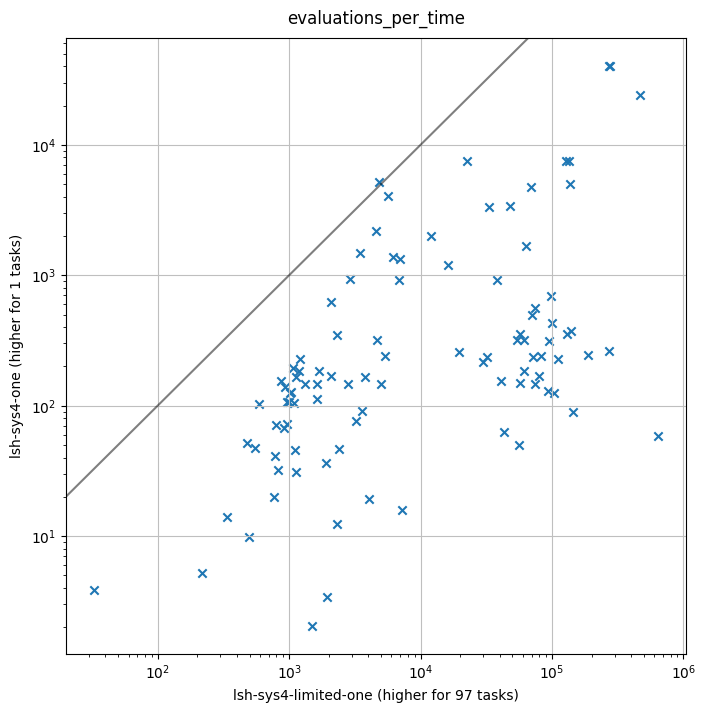 evaluations_per_time
lsh-sys4-one (higher for 1 tasks)
10^4
10^3
10^2
10^1
10^2 10^3 10^4 10^5 10^6
lsh-sys4-limited-one (higher for 97 tasks)